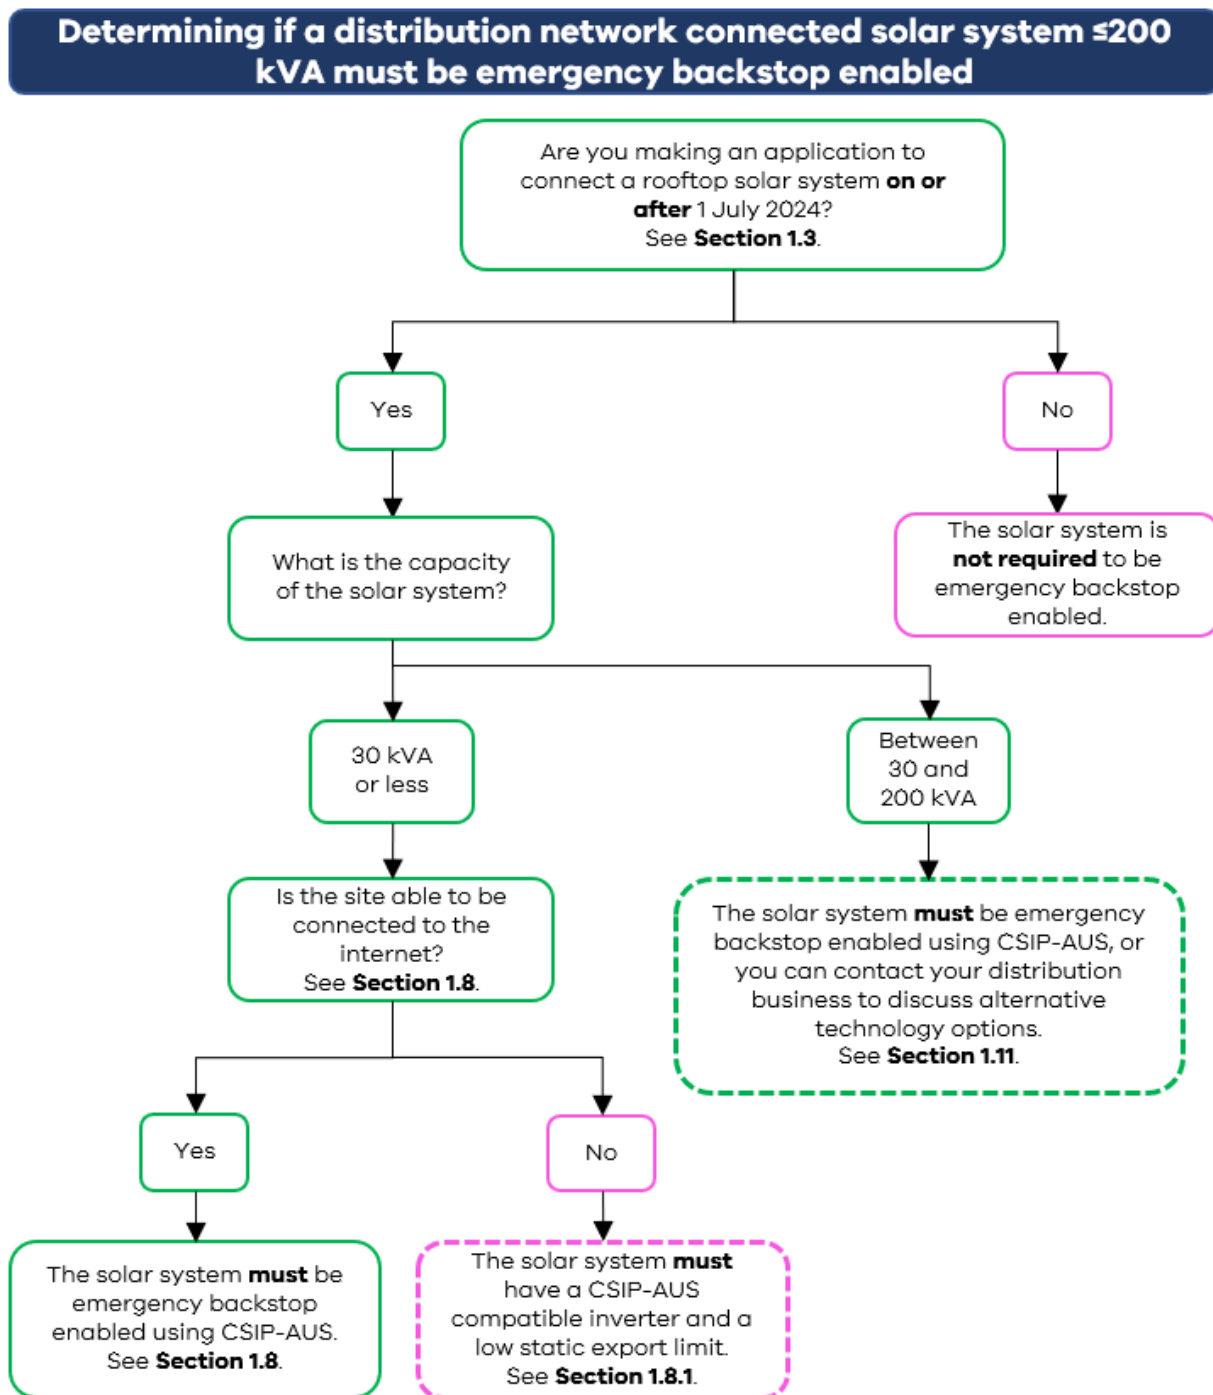 Determining if a distribution network connected solar system ≤200
kVA must be emergency backstop enabled
Are you making an application to
connect a rooftop solar system on or
after 1 July 2024?
See Section 1.3.
Yes
No
What is the capacity
of the solar system?
The solar system is
not required to be
emergency backstop
enabled.
30 kVA
or less
Between
30 and
200 kVA
Is the site able to be
connected to the
internet?
See Section 1.8.
The solar system must be emergency
backstop enabled using CSIP-AUS, or
you can contact your distribution
business to discuss alternative
technology options.
See Section 1.11.
Yes
No
The solar system must be
emergency backstop
enabled using CSIP-AUS.
See Section 1.8.
The solar system must
have a CSIP-AUS
compatible inverter and a
low static export limit.
See Section 1.8.1.